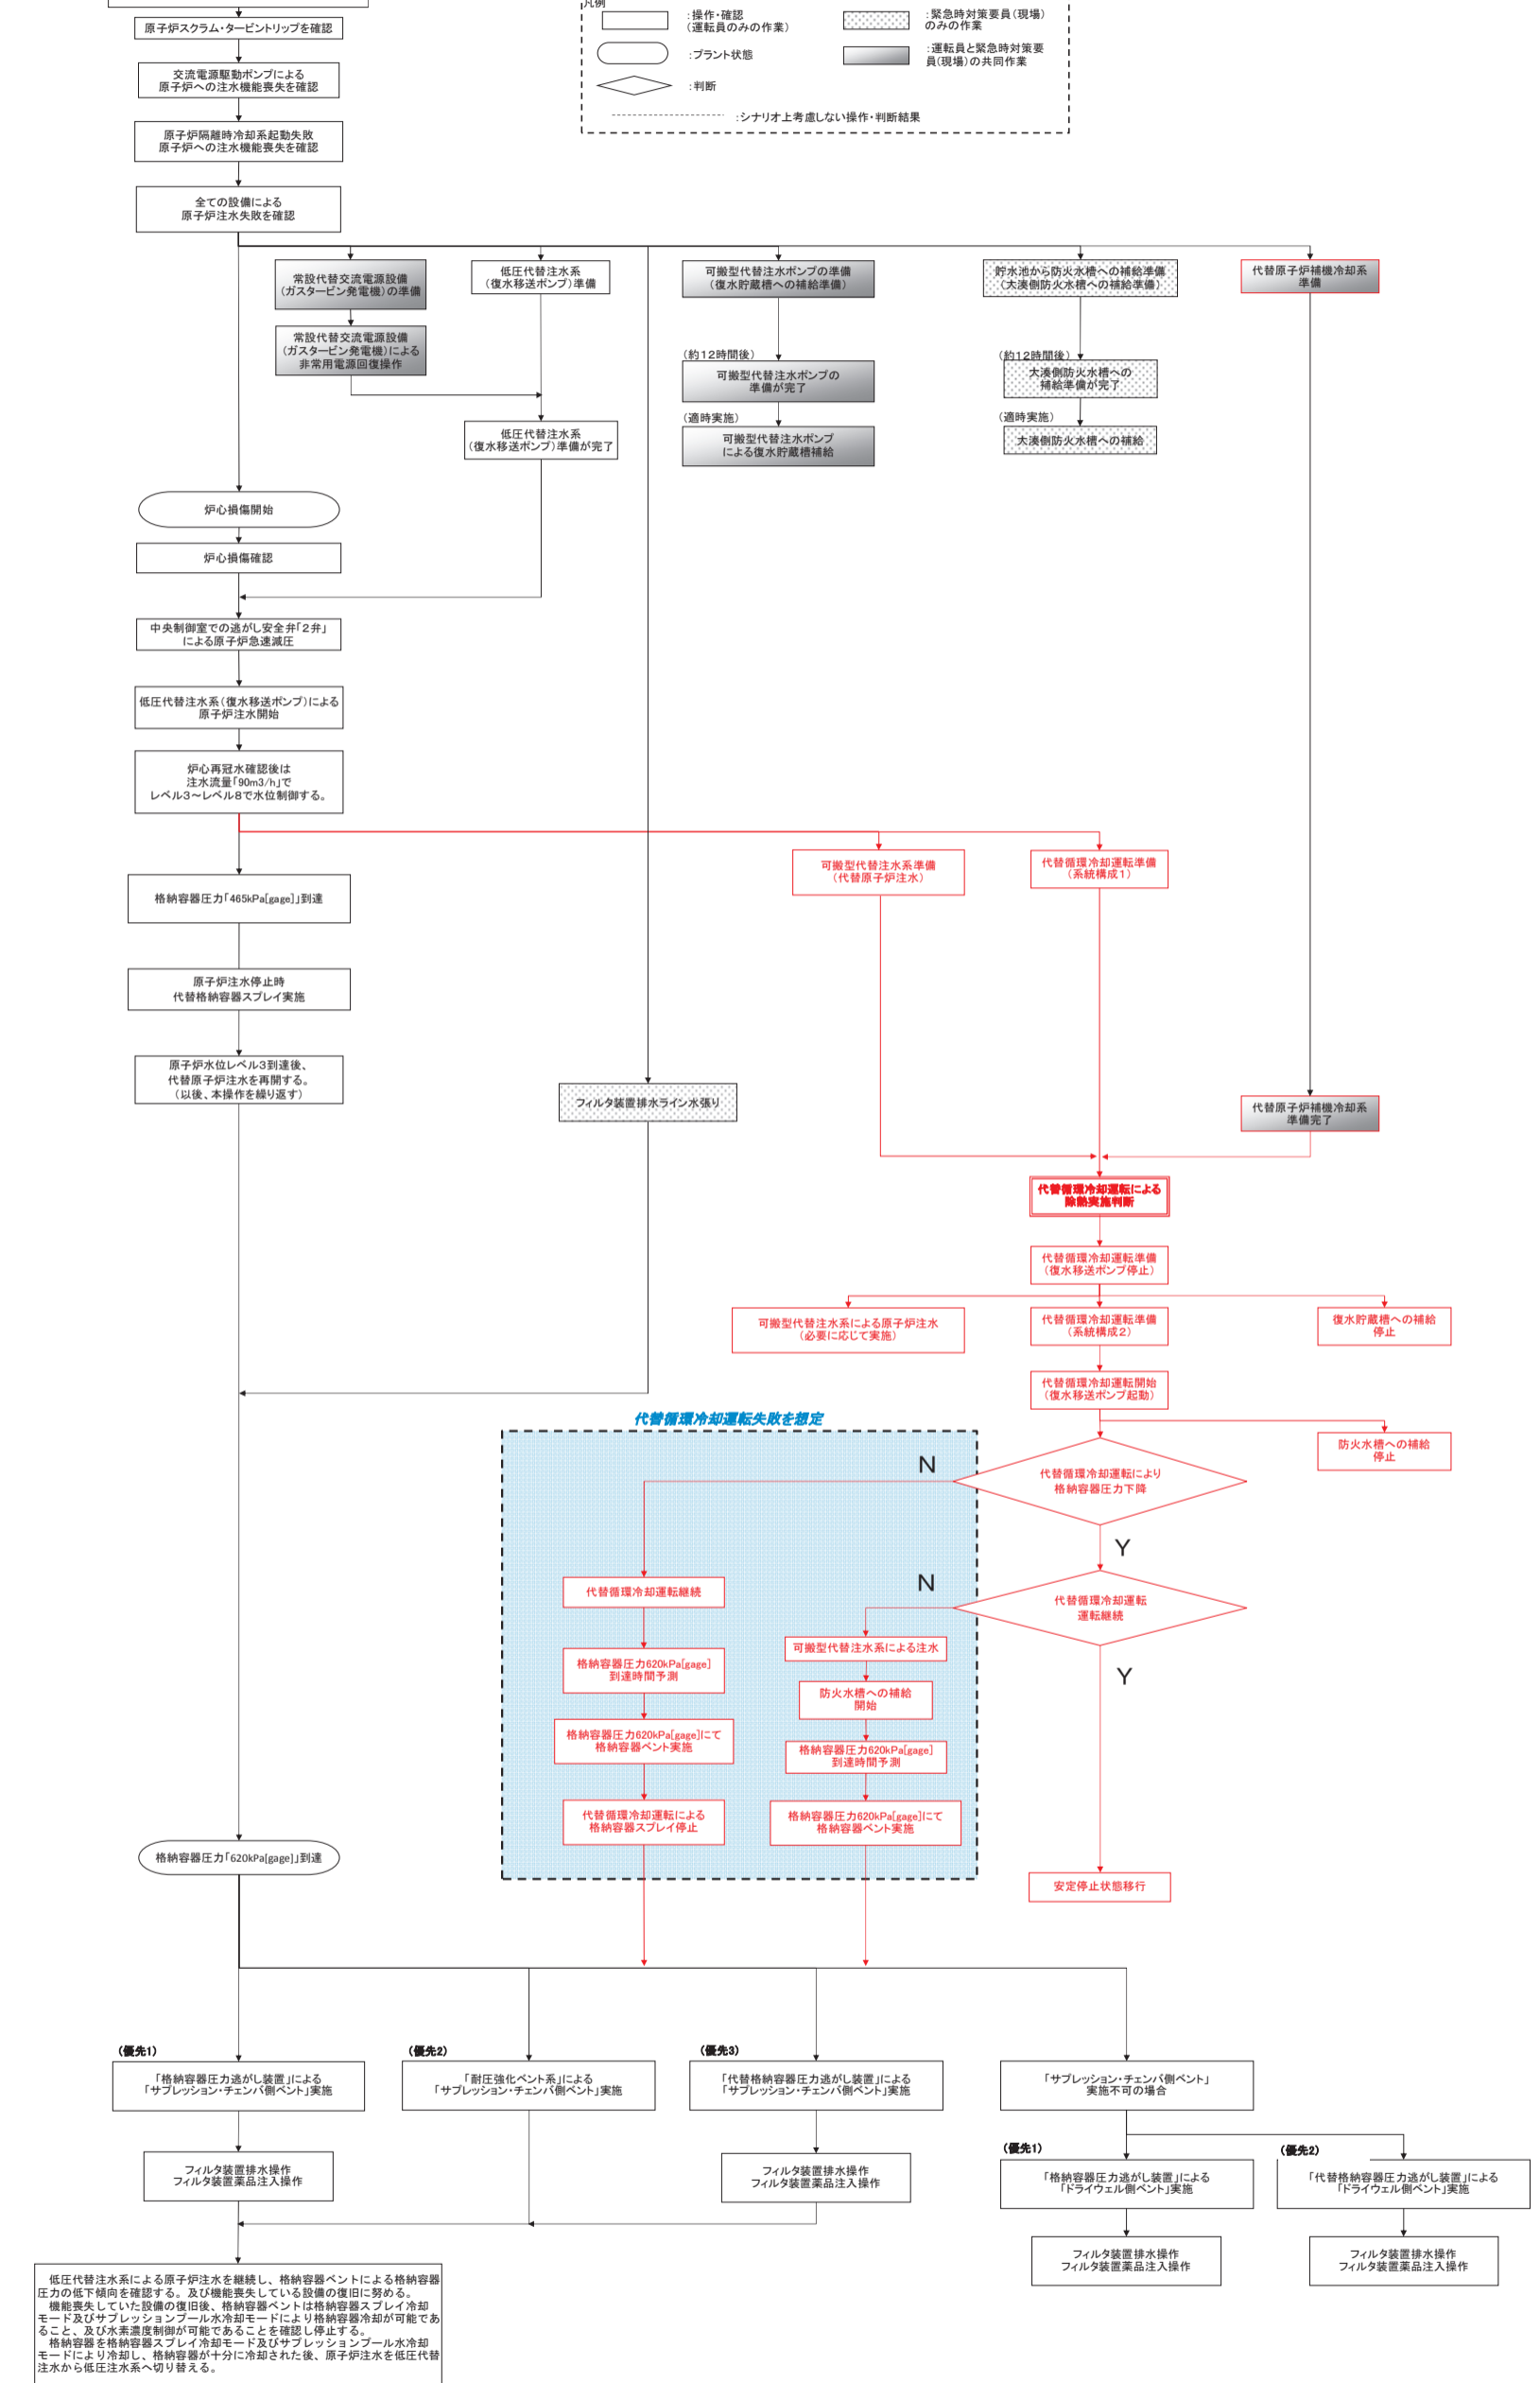 凡例
:操作・確認
(運転員のみの作業)
:緊急時対策要員(現場)
のみの作業
:プラント状態
:運転員と緊急時対策要
員(現場)の共同作業
:判断
:シナリオ上考慮しない操作・判断結果
原子炉スクラム・タービントリップを確認
交流電源駆動ポンプによる
原子炉への注水機能喪失を確認
原子炉隔離時冷却系起動失敗
原子炉への注水機能喪失を確認
全ての設備による
原子炉注水失敗を確認
常設代替交流電源設備
(ガスタービン発電機)の準備
低圧代替注水系
(復水移送ポンプ)準備
可搬型代替注水ポンプの準備
(復水貯蔵槽への補給準備)
貯水池から防火水槽への補給準備
(大湊側防火水槽への補給準備)
代替原子炉補機冷却系
準備
常設代替交流電源設備
(ガスタービン発電機)による
非常用電源回復操作
(約12時間後)
可搬型代替注水ポンプの
準備が完了
(約12時間後)
大湊側防火水槽への
補給準備が完了
低圧代替注水系
(復水移送ポンプ)準備が完了
(適時実施)
可搬型代替注水ポンプ
による復水貯蔵槽補給
(適時実施)
大湊側防火水槽への補給
炉心損傷開始
炉心損傷確認
中央制御室での逃がし安全弁「2弁」
による原子炉急速減圧
低圧代替注水系(復水移送ポンプ)による
原子炉注水開始
炉心再冠水確認後は
注水流量「90m3/h」で
レベル3~レベル8で水位制御する。
可搬型代替注水系準備
(代替原子炉注水)
代替循環冷却運転準備
(系統構成1)
格納容器圧力「465kPa[gage]」到達
原子炉注水停止時
代替格納容器スプレイ実施
原子炉水位レベル3到達後、
代替原子炉注水を再開する。
(以後、本操作を繰り返す)
フィルタ装置排水ライン水張り
代替原子炉補機冷却系
準備完了
代替循環冷却運転による
除熱実施判断
代替循環冷却運転準備
(復水移送ポンプ停止)
可搬型代替注水系による原子炉注水
(必要に応じて実施)
代替循環冷却運転準備
(系統構成2)
復水貯蔵槽への補給
停止
代替循環冷却運転開始
(復水移送ポンプ起動)
防火水槽への補給
停止
代替循環冷却運転失敗を想定
N
代替循環冷却運転により
格納容器圧力下降
Y
N
代替循環冷却運転
運転継続
Y
代替循環冷却運転継続
格納容器圧力620kPa[gage]
到達時間予測
格納容器圧力620kPa[gage]にて
格納容器ベント実施
代替循環冷却運転による
格納容器スプレイ停止
可搬型代替注水系による注水
防火水槽への補給
開始
格納容器圧力620kPa[gage]
到達時間予測
格納容器圧力620kPa[gage]にて
格納容器ベント実施
安定停止状態移行
格納容器圧力「620kPa[gage]」到達
(優先1)
「格納容器圧力逃がし装置」による
「サプレッション・チェンバ側ベント」実施
(優先2)
「耐圧強化ベント系」による
「サプレッション・チェンバ側ベント」実施
(優先3)
「代替格納容器圧力逃がし装置」による
「サプレッション・チェンバ側ベント」実施
「サプレッション・チェンバ側ベント」
実施不可の場合
フィルタ装置排水操作
フィルタ装置薬品注入操作
フィルタ装置排水操作
フィルタ装置薬品注入操作
(優先1)
「格納容器圧力逃がし装置」による
「ドライウェル側ベント」実施
(優先2)
「代替格納容器圧力逃がし装置」による
「ドライウェル側ベント」実施
フィルタ装置排水操作
フィルタ装置薬品注入操作
フィルタ装置排水操作
フィルタ装置薬品注入操作
低圧代替注水系による原子炉注水を継続し、格納容器ベントによる格納容器
圧力の低下傾向を確認する。及び機能喪失している設備の復旧に努める。
機能喪失していた設備の復旧後、格納容器ベントは格納容器スプレイ冷却
モード及びサプレッションプール水冷却モードにより格納容器冷却が可能であ
ること、及び水素濃度制御が可能であることを確認し停止する。
格納容器を格納容器スプレイ冷却モード及びサプレッションプール水冷却
モードにより冷却し、格納容器が十分に冷却された後、原子炉注水を低圧代替
注水から低圧注水系へ切り替える。